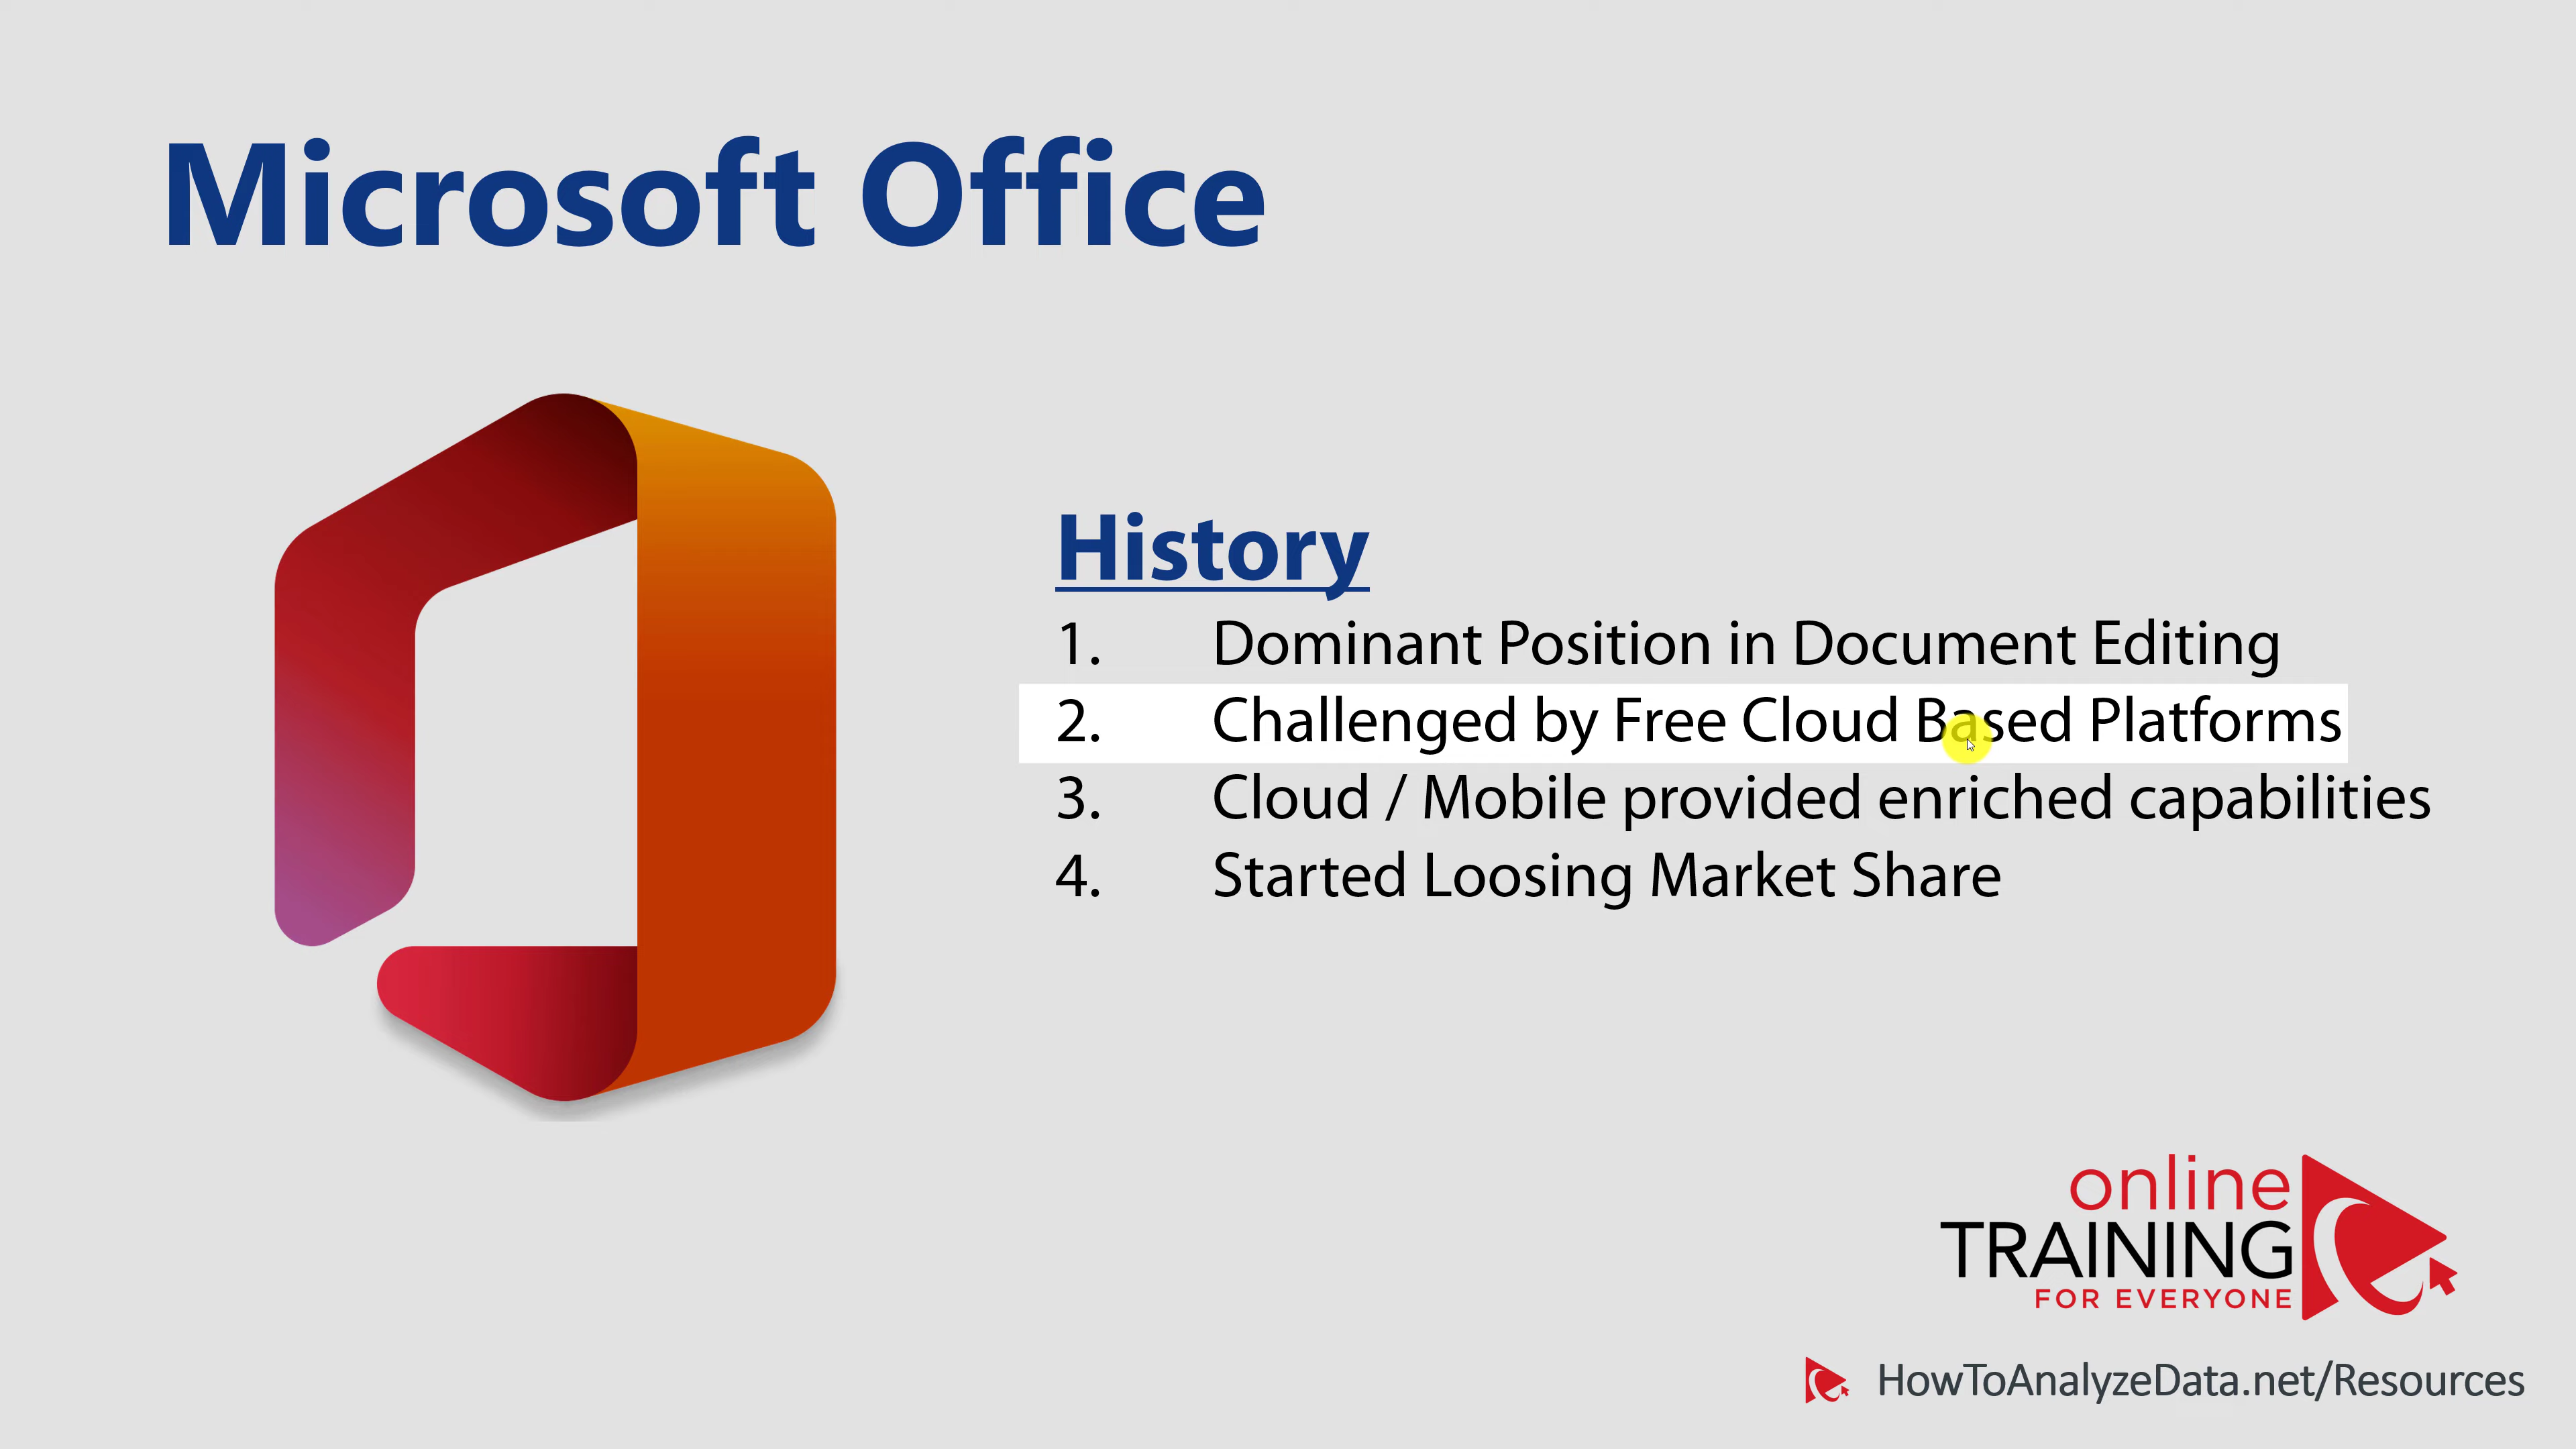 Microsoft Office
History
1. Dominant Position in Document Editing
2. Challenged by Free Cloud Based Platforms
3. Cloud / Mobile provided enriched capabilities
4. Started Loosing Market Share
online
TRAINING
FOR EVERYONE
HowToAnalyzeData.net/Resources